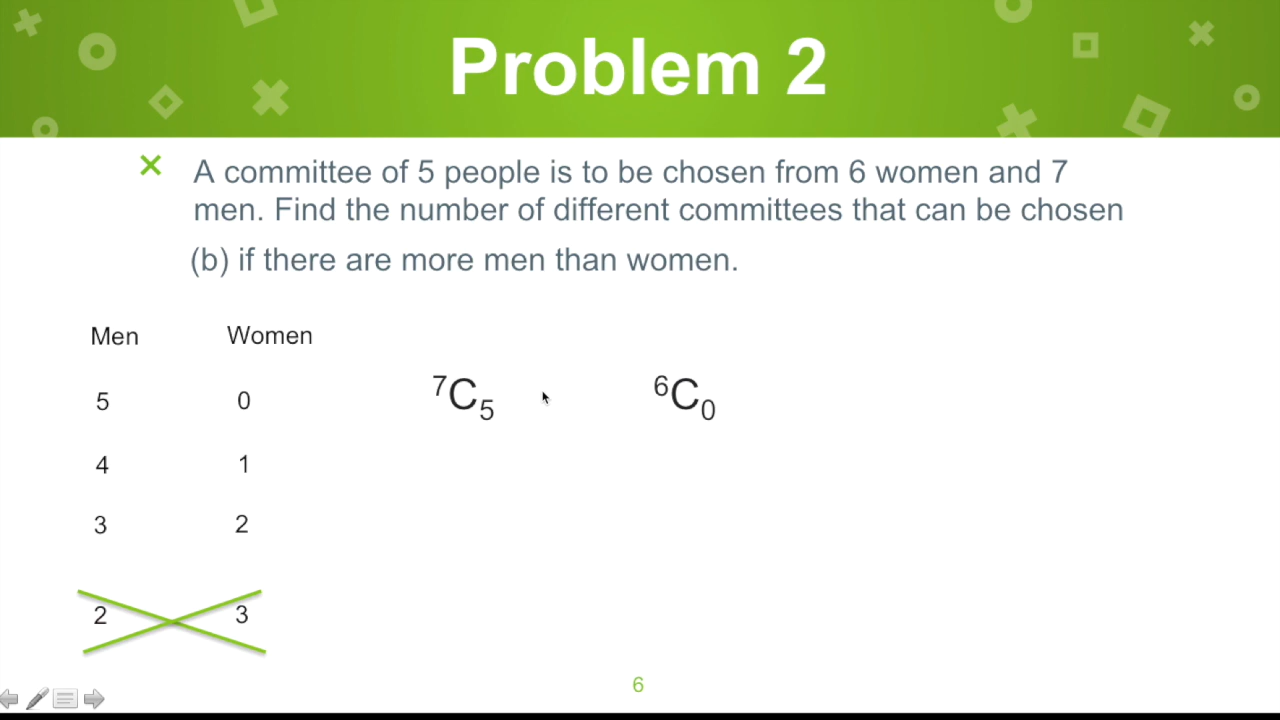 Problem 2
A committee of 5 people is to be chosen from 6 women and 7
men. Find the number of different committees that can be chosen
(b) if there are more men than women.
Men Women
5 0 ⁷C₅ ⁶C₀
4 1
3 2
2 3
6